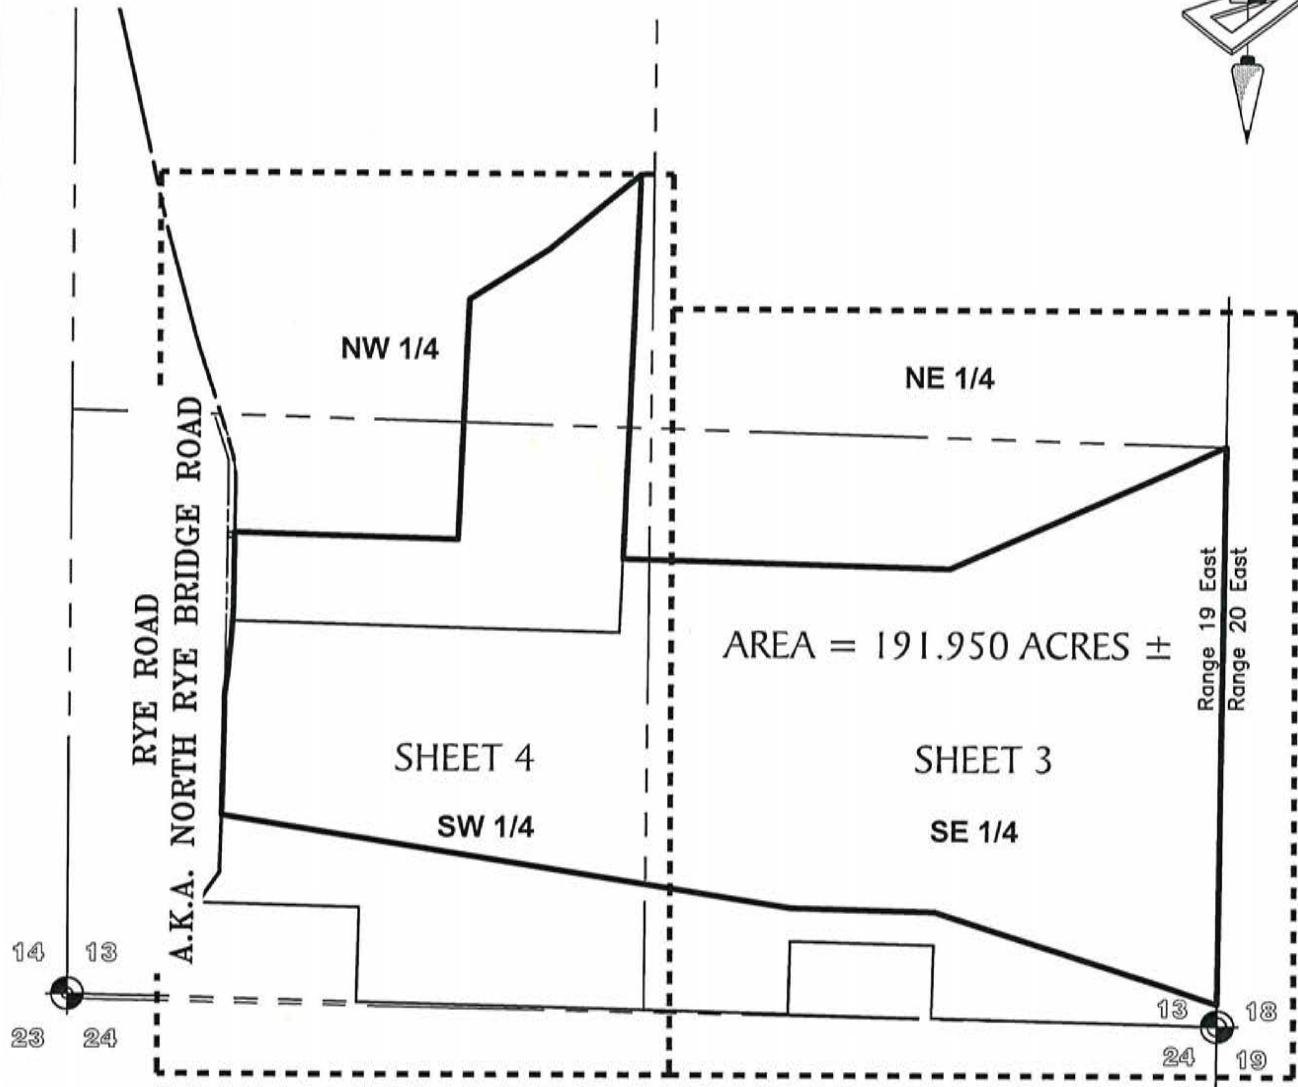 NW 1/4
NE 1/4
RYE ROAD
A.K.A. NORTH RYE BRIDGE ROAD
Range 19 East
Range 20 East
AREA = 191.950 ACRES ±
SHEET 4
SHEET 3
SW 1/4
SE 1/4
14 13
23 24
13 18
24 19